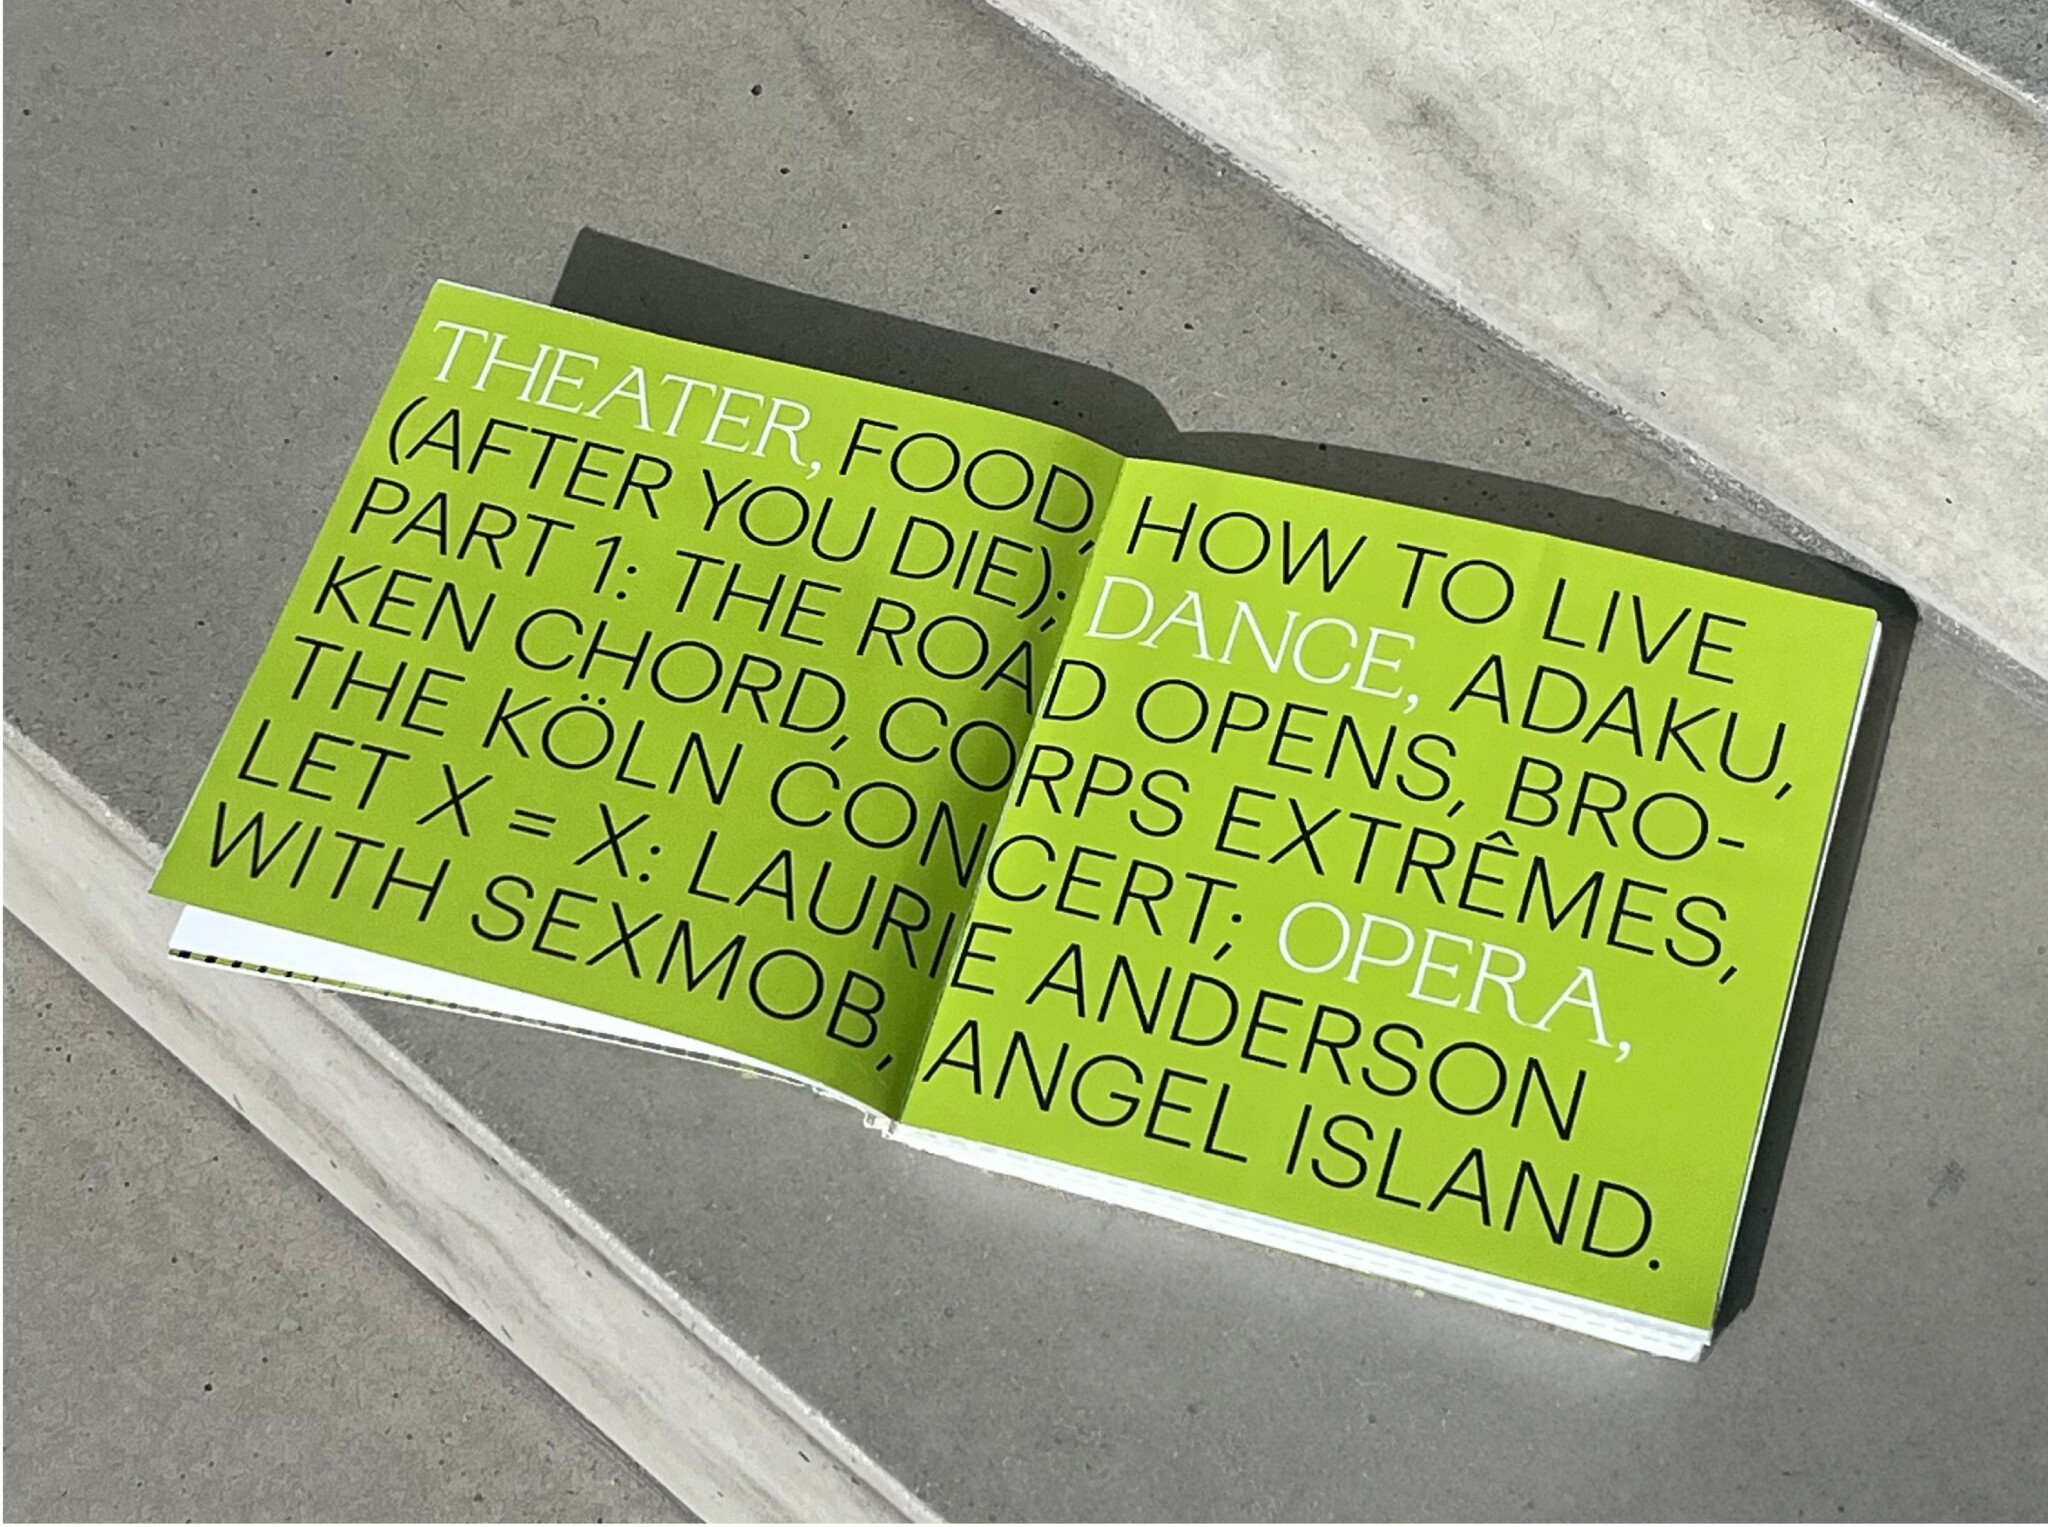 THEATER, FOOD, HOW TO LIVE
(AFTER YOU DIE); DANCE, ADAKU,
PART 1: THE ROAD OPENS, BRO-
KEN CHORD, CORPS EXTRÊMES,
THE KÖLN CONCERT; OPERA,
LET X = X: LAURIE ANDERSON
WITH SEXMOB, ANGEL ISLAND.